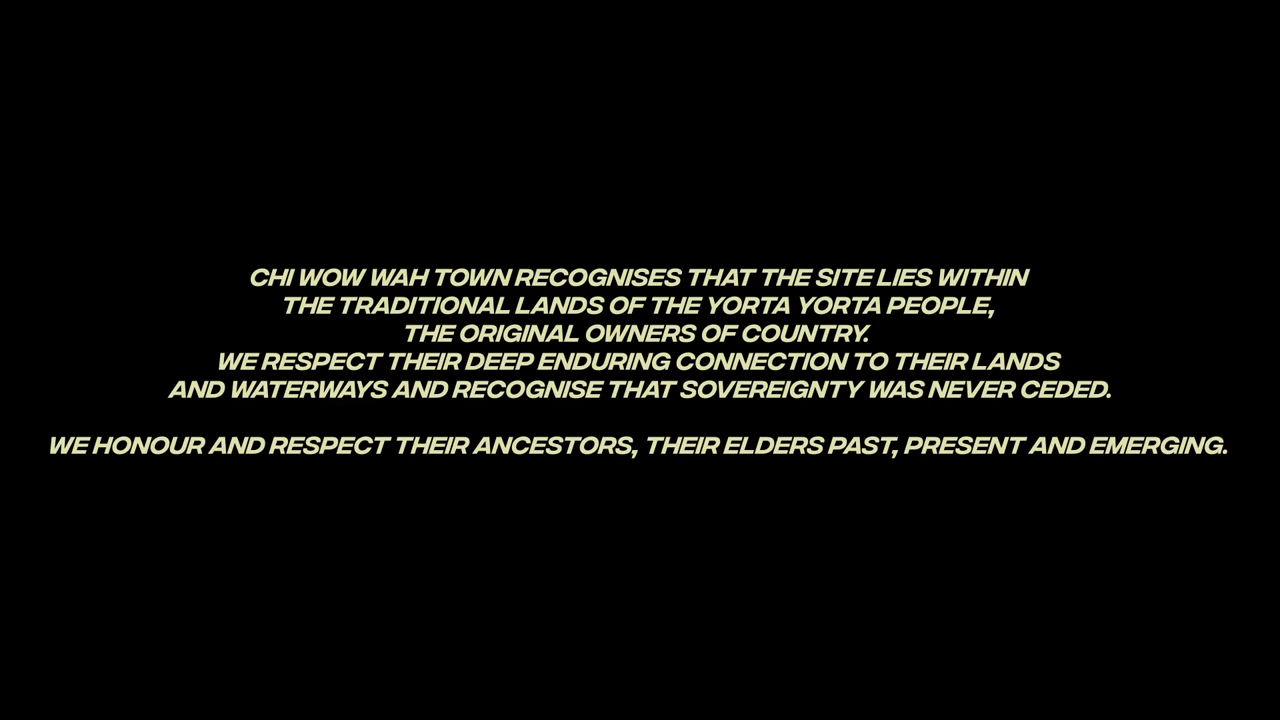 CHI WOW WAH TOWN RECOGNISES THAT THE SITE LIES WITHIN
THE TRADITIONAL LANDS OF THE YORTA YORTA PEOPLE,
THE ORIGINAL OWNERS OF COUNTRY.
WE RESPECT THEIR DEEP ENDURING CONNECTION TO THEIR LANDS
AND WATERWAYS AND RECOGNISE THAT SOVEREIGNTY WAS NEVER CEDED.
WE HONOUR AND RESPECT THEIR ANCESTORS, THEIR ELDERS PAST, PRESENT AND EMERGING.